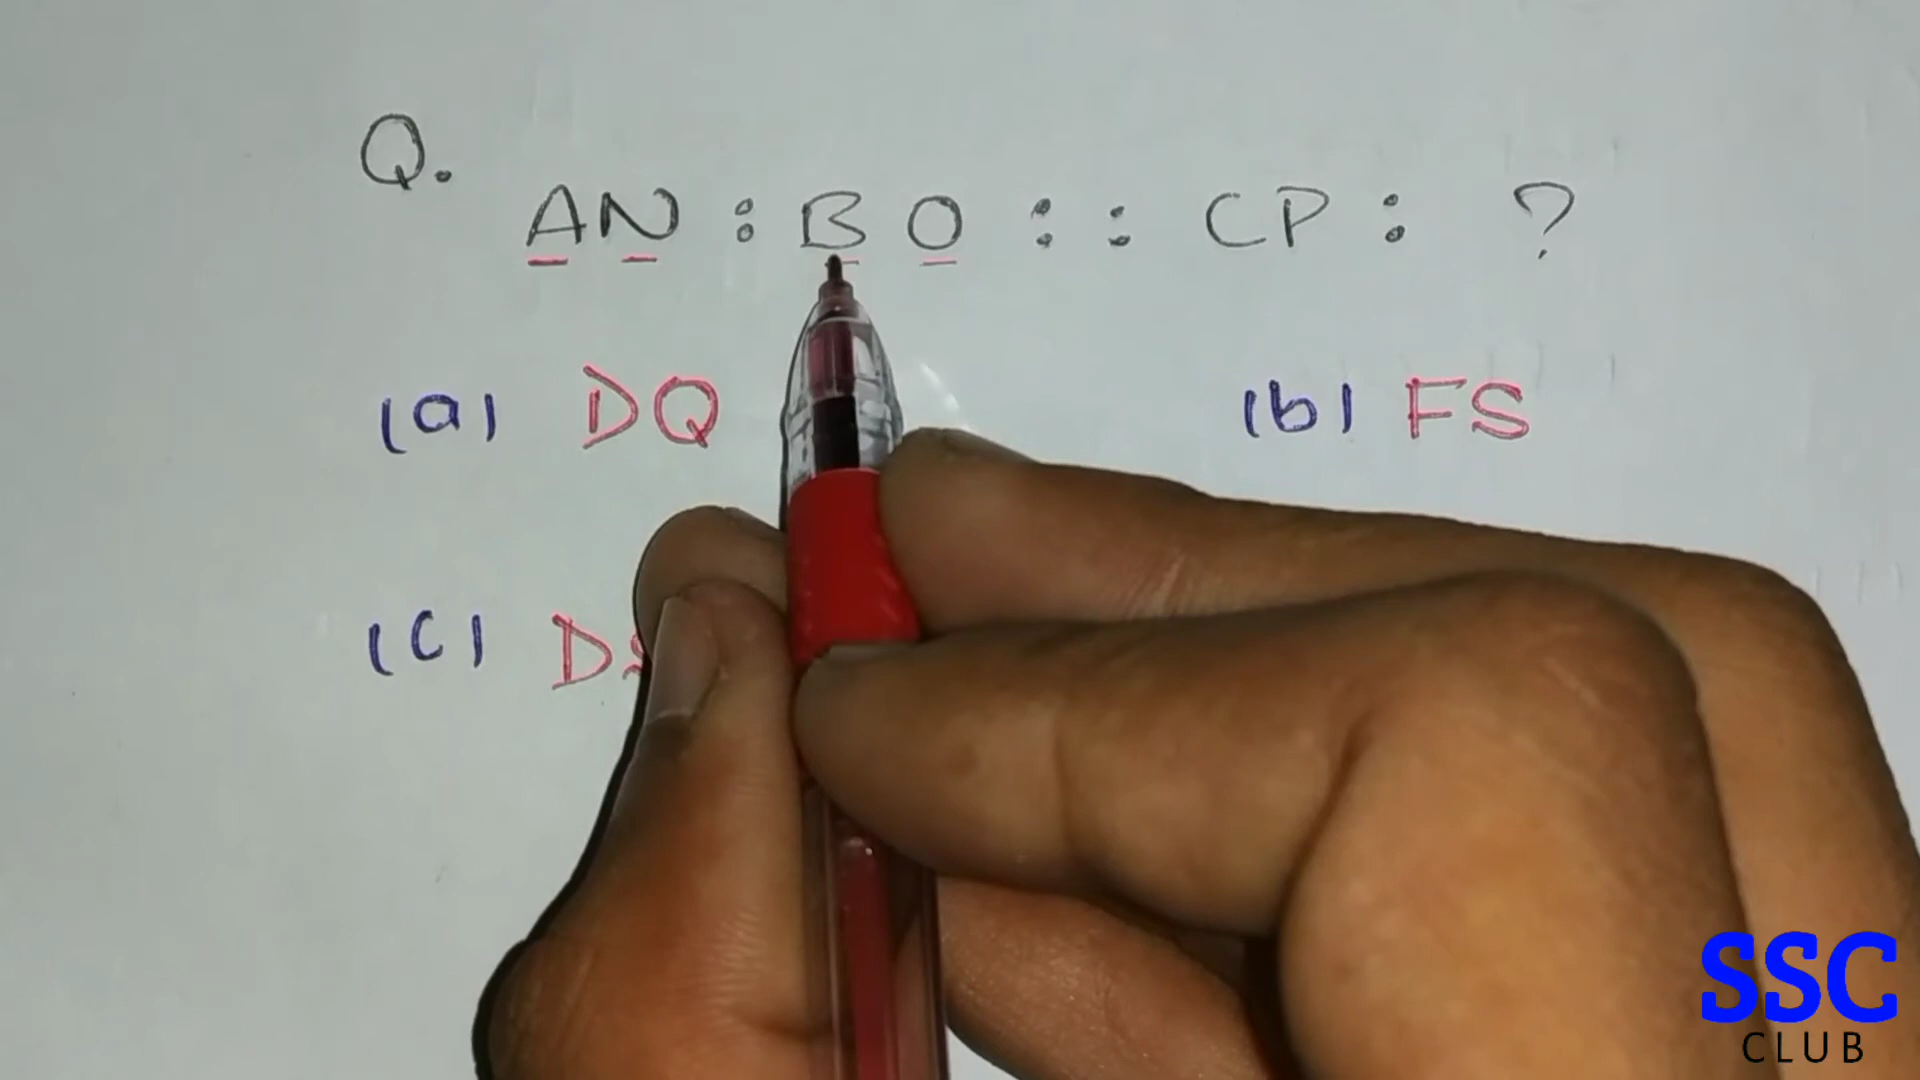 Q.
AN : BO :: CP : ?
(a) DQ (b) FS
(c) D
SSC
CLUB